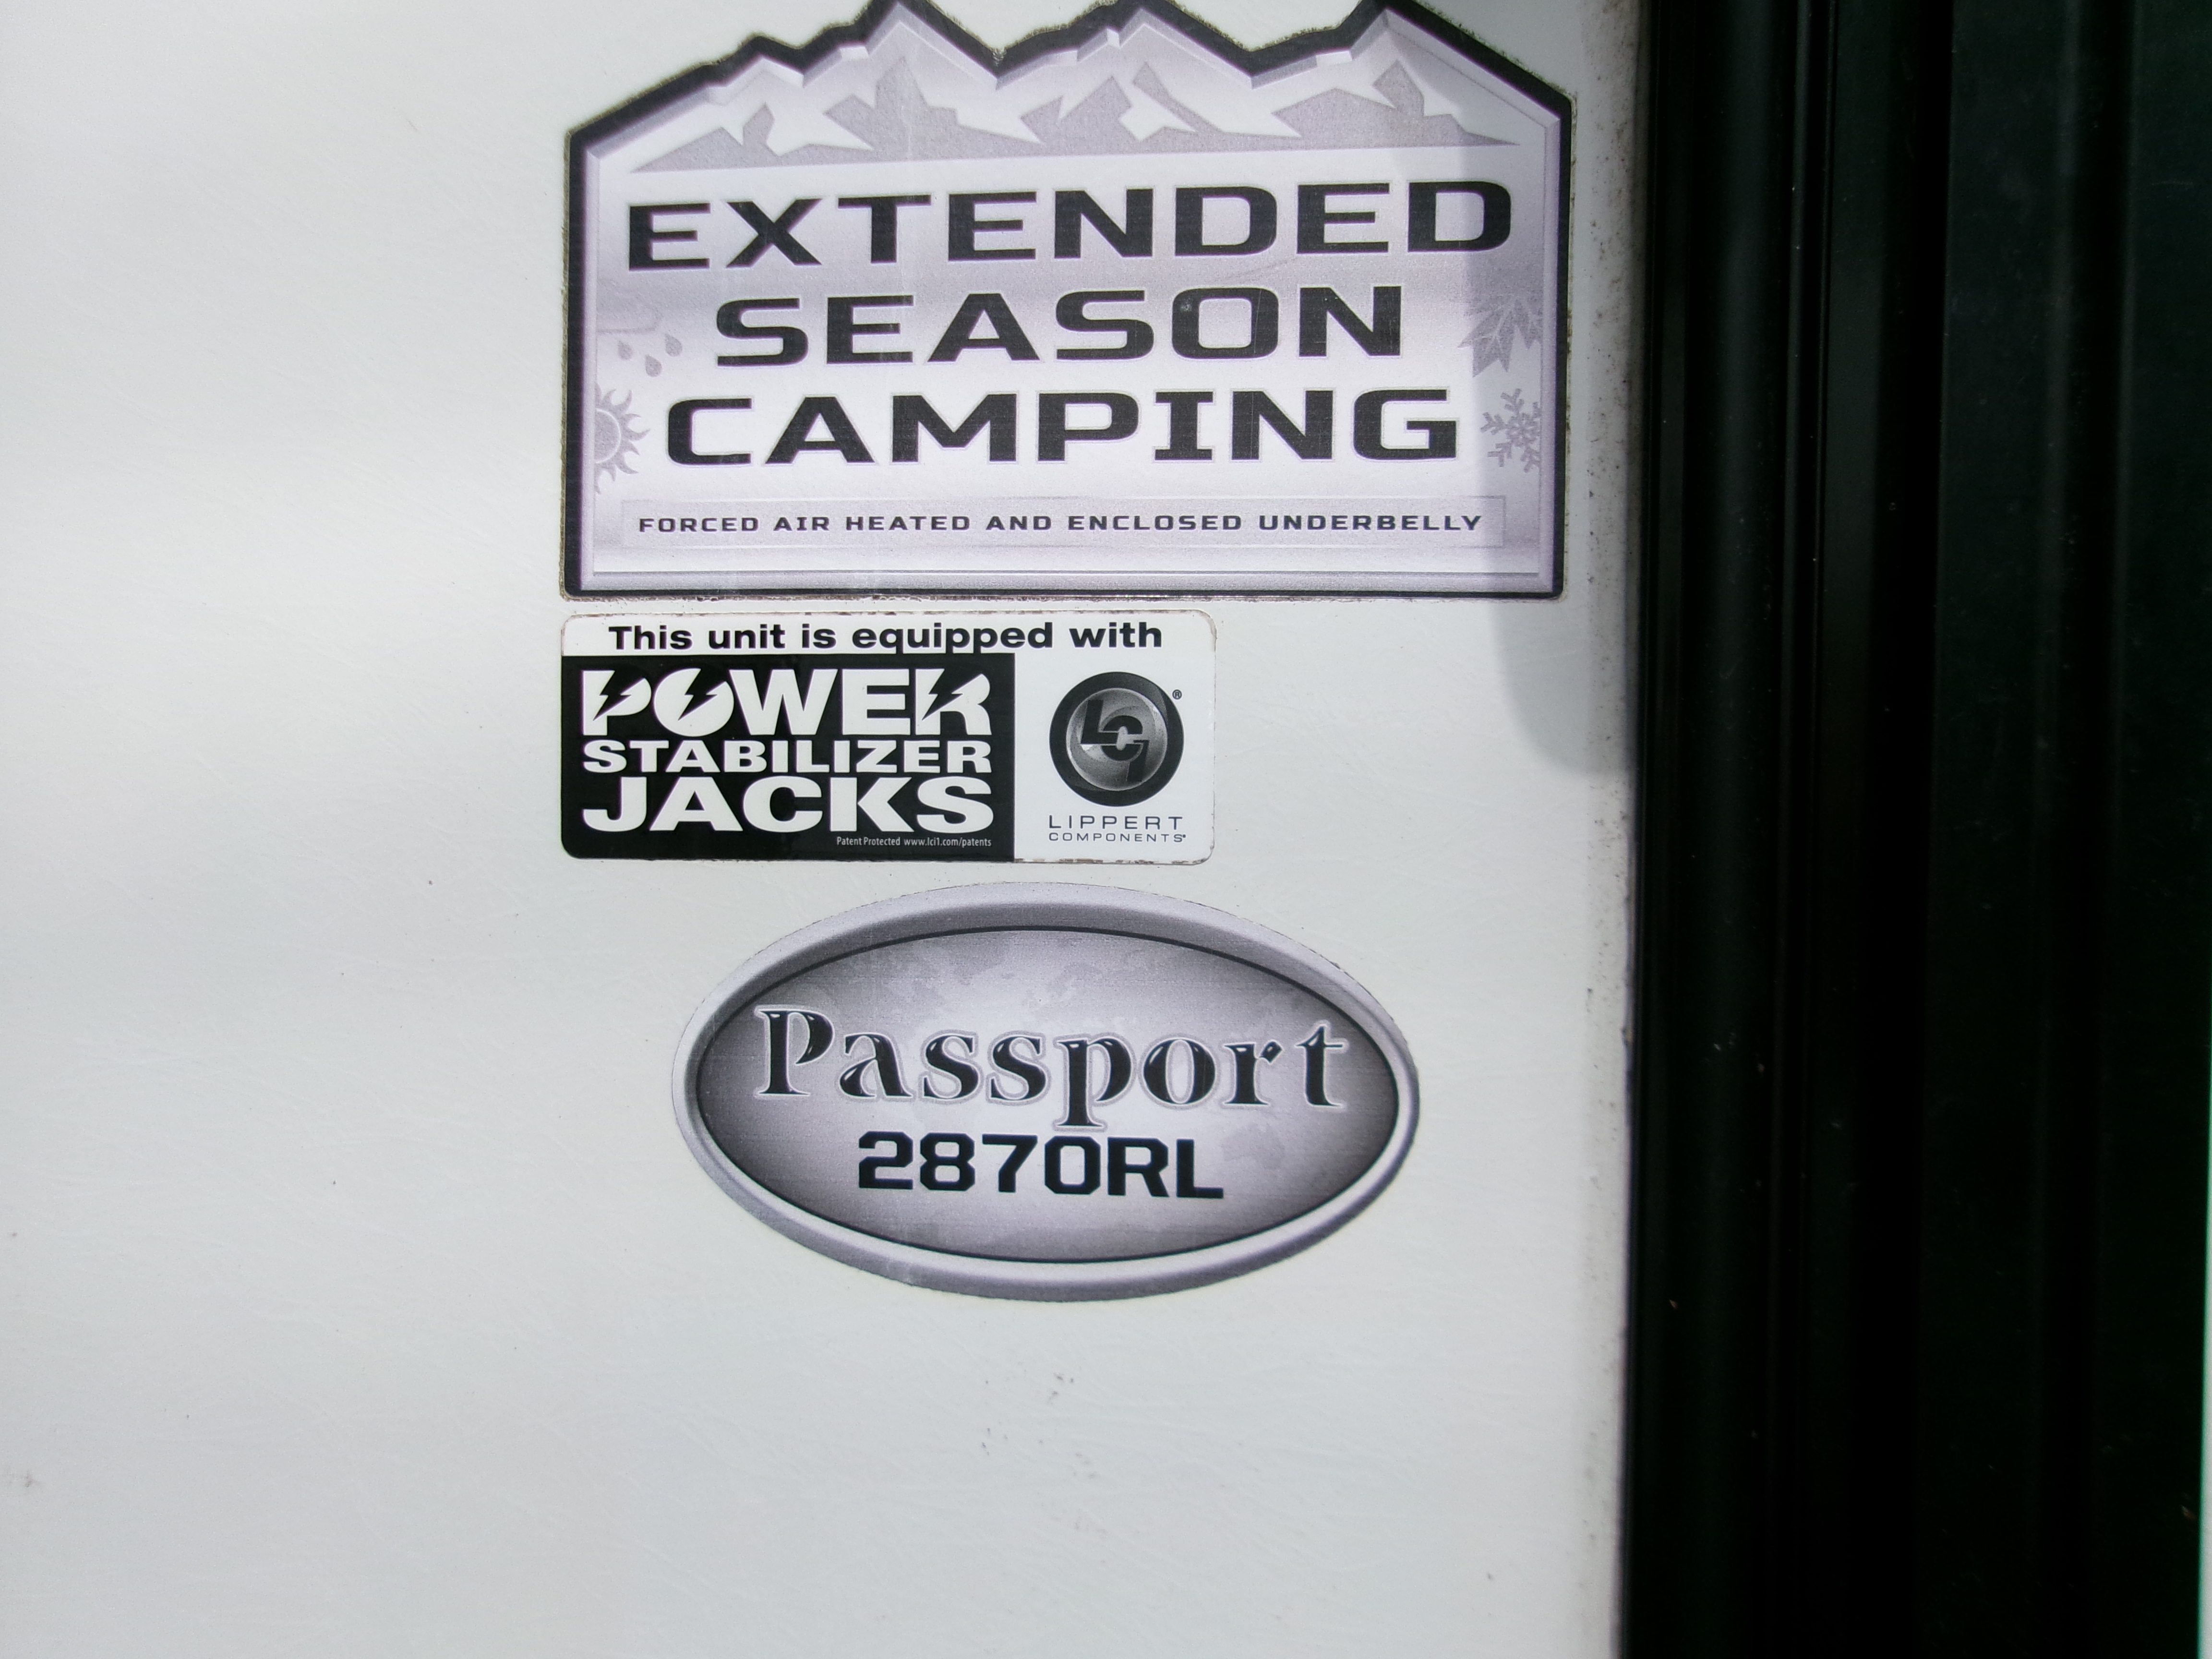 EXTENDED
SEASON
CAMPING
FORCED AIR HEATED AND ENCLOSED UNDERBELLY
This unit is equipped with
POWER
STABILIZER
JACKS
Patent Protected www.lci1.com/patents
LCI ®
LIPPERT
COMPONENTS®
Passport
2870RL